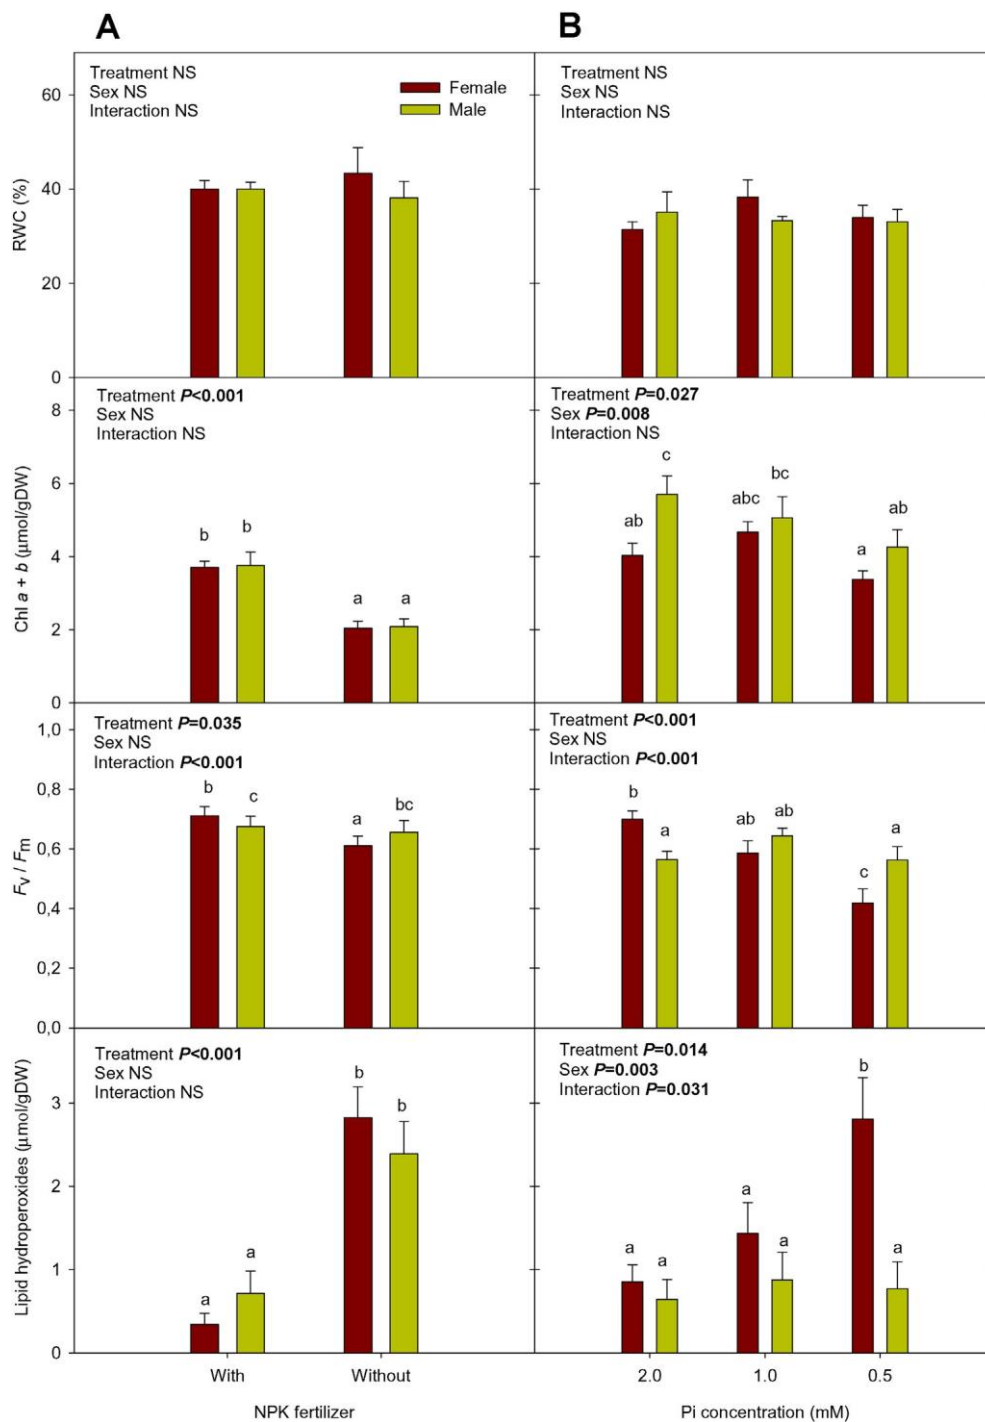 A
B
Treatment NS
Sex NS
Interaction NS
Female
Male
Treatment NS
Sex NS
Interaction NS
RWC (%)
60
40
20
0
Treatment P<0.001
Sex NS
Interaction NS
Treatment P=0.027
Sex P=0.008
Interaction NS
Chl a + b (µmol/gDW)
8
6
4
2
0
b
b
a
a
ab
c
abc
bc
a
ab
Treatment P=0.035
Sex NS
Interaction P<0.001
Treatment P<0.001
Sex NS
Interaction P<0.001
Fv / Fm
1,0
0,8
0,6
0,4
0,2
0,0
b
c
a
bc
b
a
ab
ab
c
a
Treatment P<0.001
Sex NS
Interaction NS
Treatment P=0.014
Sex P=0.003
Interaction P=0.031
Lipid hydroperoxides (µmol/gDW)
3
2
1
0
a
a
b
b
a
a
a
a
b
a
With
Without
2.0
1.0
0.5
NPK fertilizer
Pi concentration (mM)